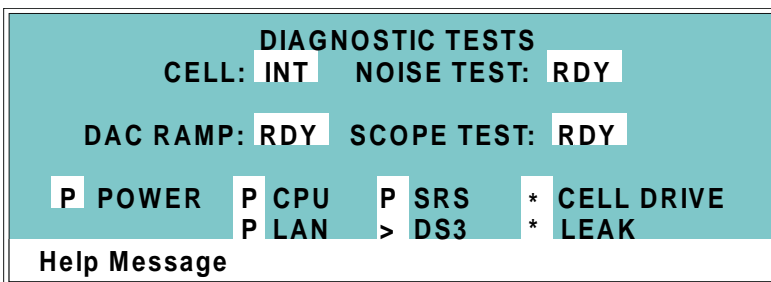 DIAGNOSTIC TESTS
CELL: INT NOISE TEST: RDY
DAC RAMP: RDY SCOPE TEST: RDY
P POWER P CPU P SRS * CELL DRIVE
P LAN > DS3 * LEAK
Help Message